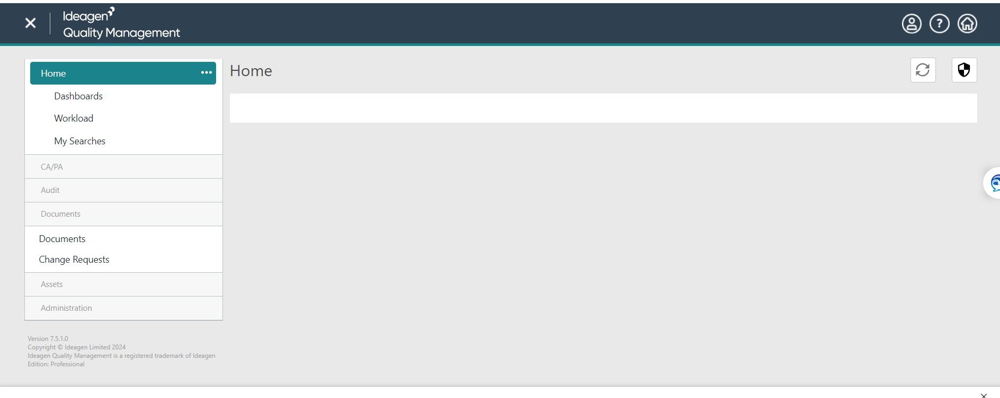 Ideagen
Quality Management
?
Home
Dashboards
Workload
My Searches
CA/PA
Audit
Documents
Documents
Change Requests
Assets
Administration
Home
Version 7.5.1.0
Copyright © Ideagen Limited 2024
Ideagen Quality Management is a registered trademark of Ideagen
Edition: Professional